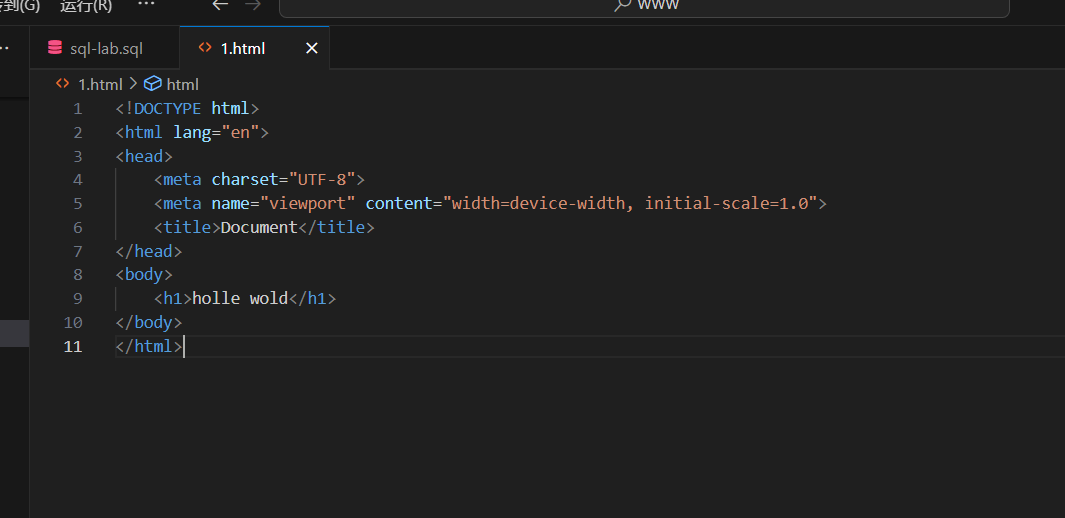 到(G) 运行(R) ···
WWW
sql-lab.sql
1.html
1.html > html
1 <!DOCTYPE html>
2 <html lang="en">
3 <head>
4 <meta charset="UTF-8">
5 <meta name="viewport" content="width=device-width, initial-scale=1.0">
6 <title>Document</title>
7 </head>
8 <body>
9 <h1>holle wold</h1>
10 </body>
11 </html>